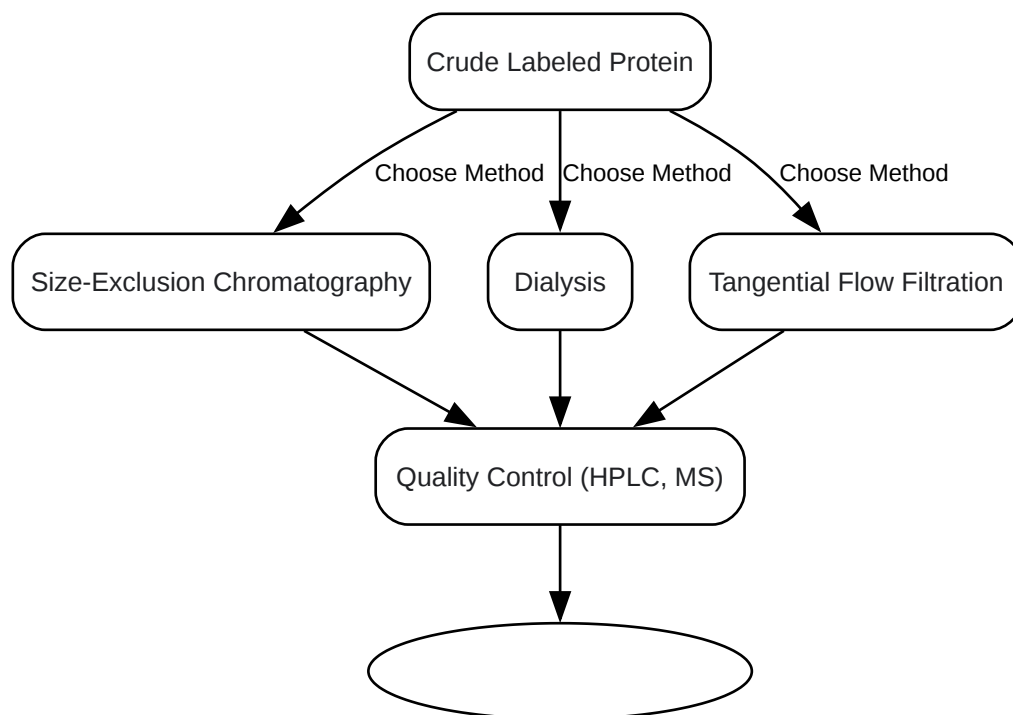 Crude Labeled Protein
Choose Method
Choose Method
Choose Method
Size-Exclusion Chromatography
Dialysis
Tangential Flow Filtration
Quality Control (HPLC, MS)